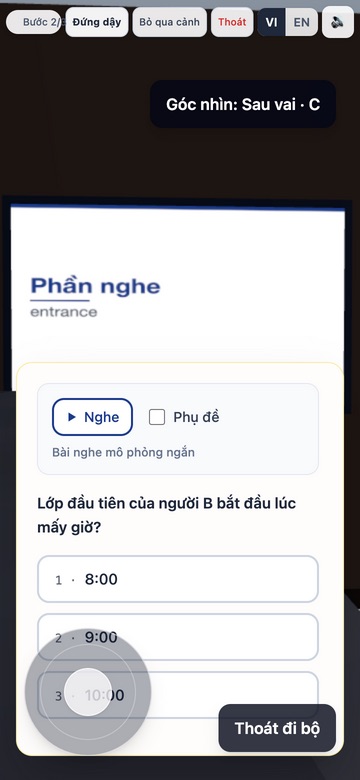 Bước 2/
Đứng dậy
Bỏ qua cảnh
Thoát
VI
EN
Góc nhìn: Sau vai · C
Phần nghe
entrance
Nghe
Phụ đề
Bài nghe mô phỏng ngắn
Lớp đầu tiên của người B bắt đầu lúc
mấy giờ?
1 · 8:00
2 · 9:00
3 · 10:00
Thoát đi bộ